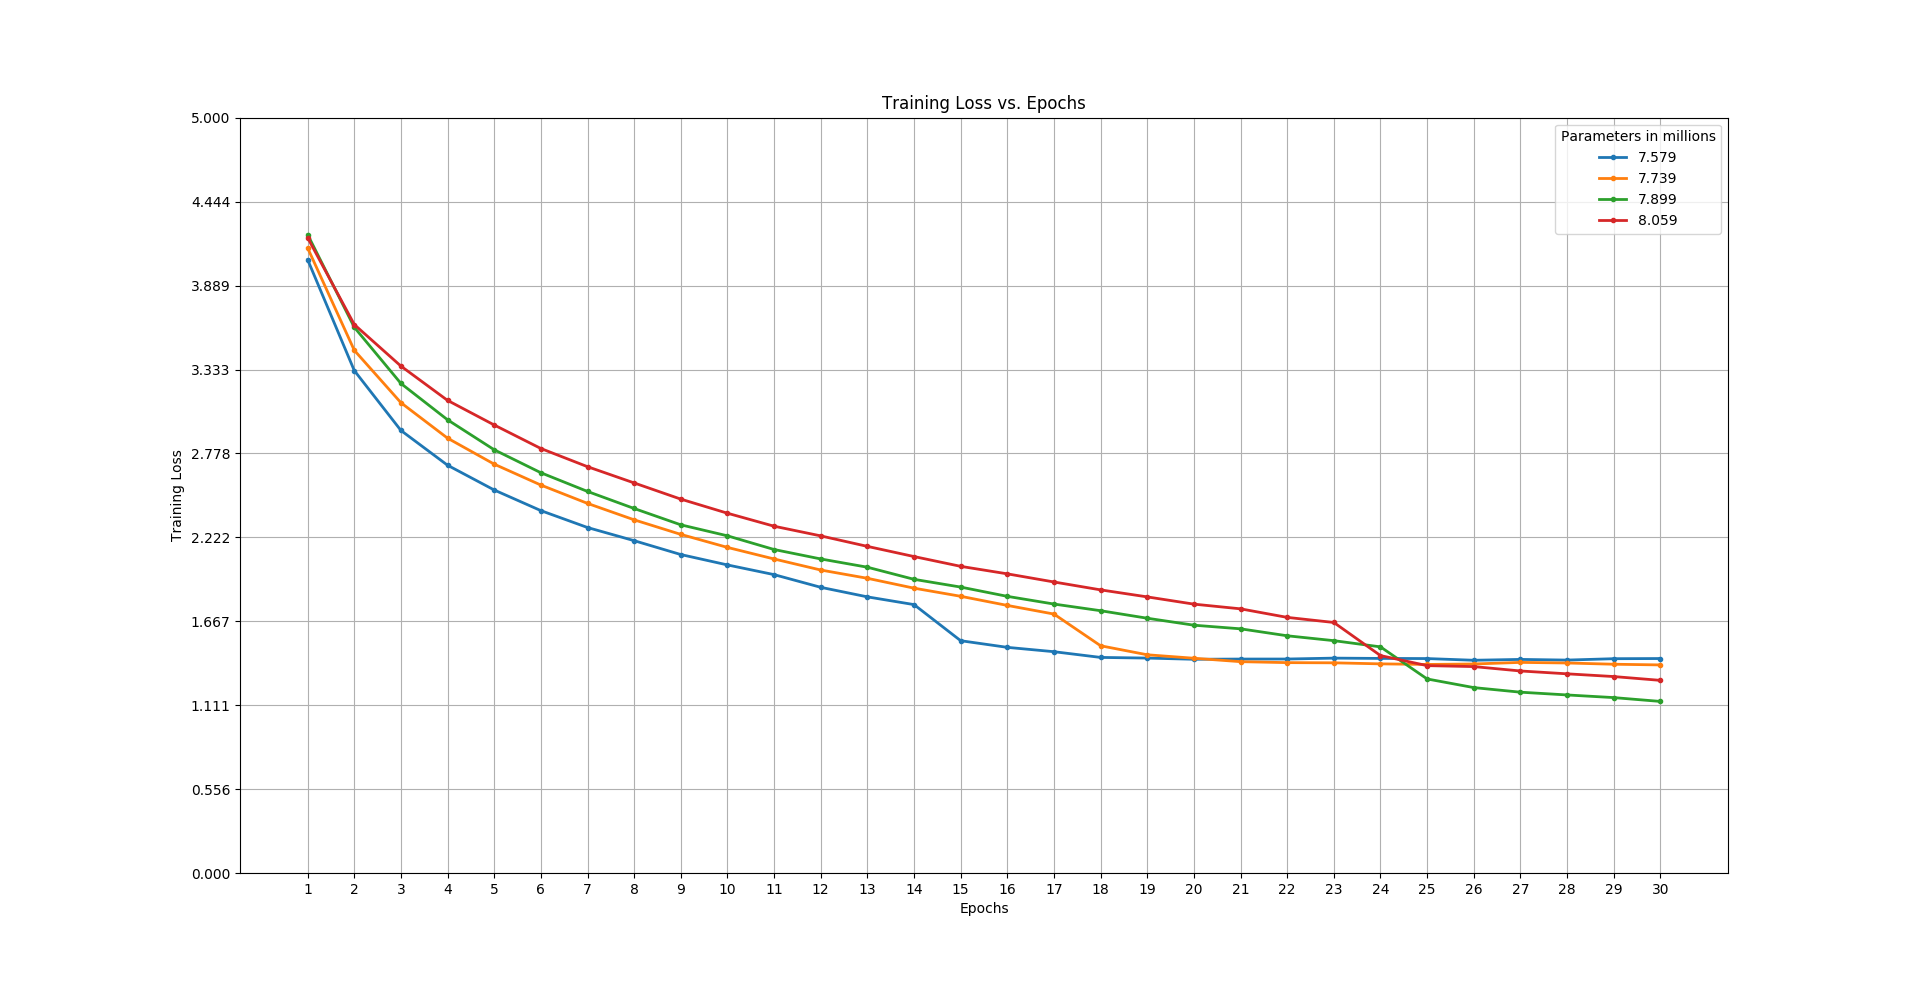 Training Loss vs. Epochs
Parameters in millions
7.579
7.739
7.899
8.059
Training Loss
5.000
4.444
3.889
3.333
2.778
2.222
1.667
1.111
0.556
0.000
1 2 3 4 5 6 7 8 9 10 11 12 13 14 15 16 17 18 19 20 21 22 23 24 25 26 27 28 29 30
Epochs